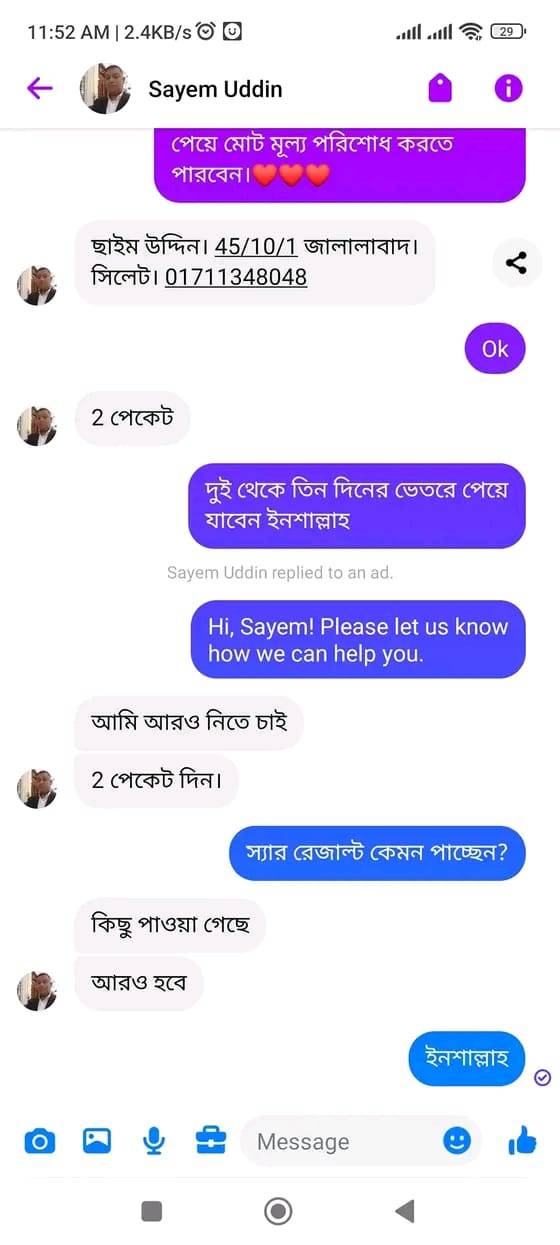 11:52 AM | 2.4KB/s
29
Sayem Uddin
পেয়ে মোট মূল্য পরিশোধ করতে
পারবেন।❤️❤️❤️
ছাইম উদ্দিন। 45/10/1 জালালাবাদ।
সিলেট। 01711348048
Ok
2 পেকেট
দুই থেকে তিন দিনের ভেতরে পেয়ে
যাবেন ইনশাল্লাহ
Sayem Uddin replied to an ad.
Hi, Sayem! Please let us know
how we can help you.
আমি আরও নিতে চাই
2 পেকেট দিন।
স্যার রেজাল্ট কেমন পাচ্ছেন?
কিছু পাওয়া গেছে
আরও হবে
ইনশাল্লাহ
Message